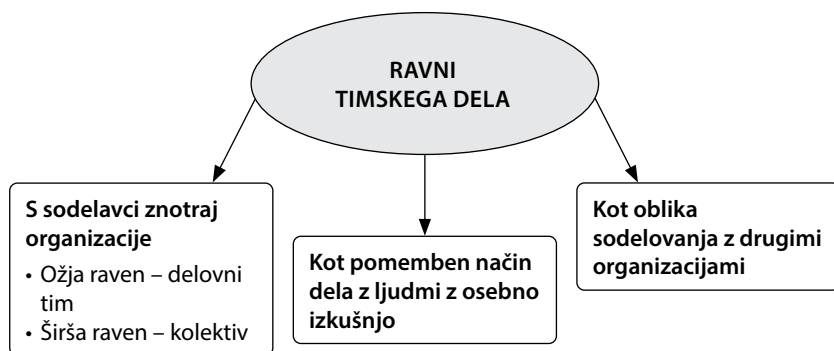 RAVNI
TIMSKEGA DELA
S sodelavci znotraj
organizacije
• Ožja raven – delovni
tim
• Širša raven – kolektiv
Kot pomemben način
dela z ljudmi z osebno
izkušnjo
Kot oblika
sodelovanja z drugimi
organizacijami